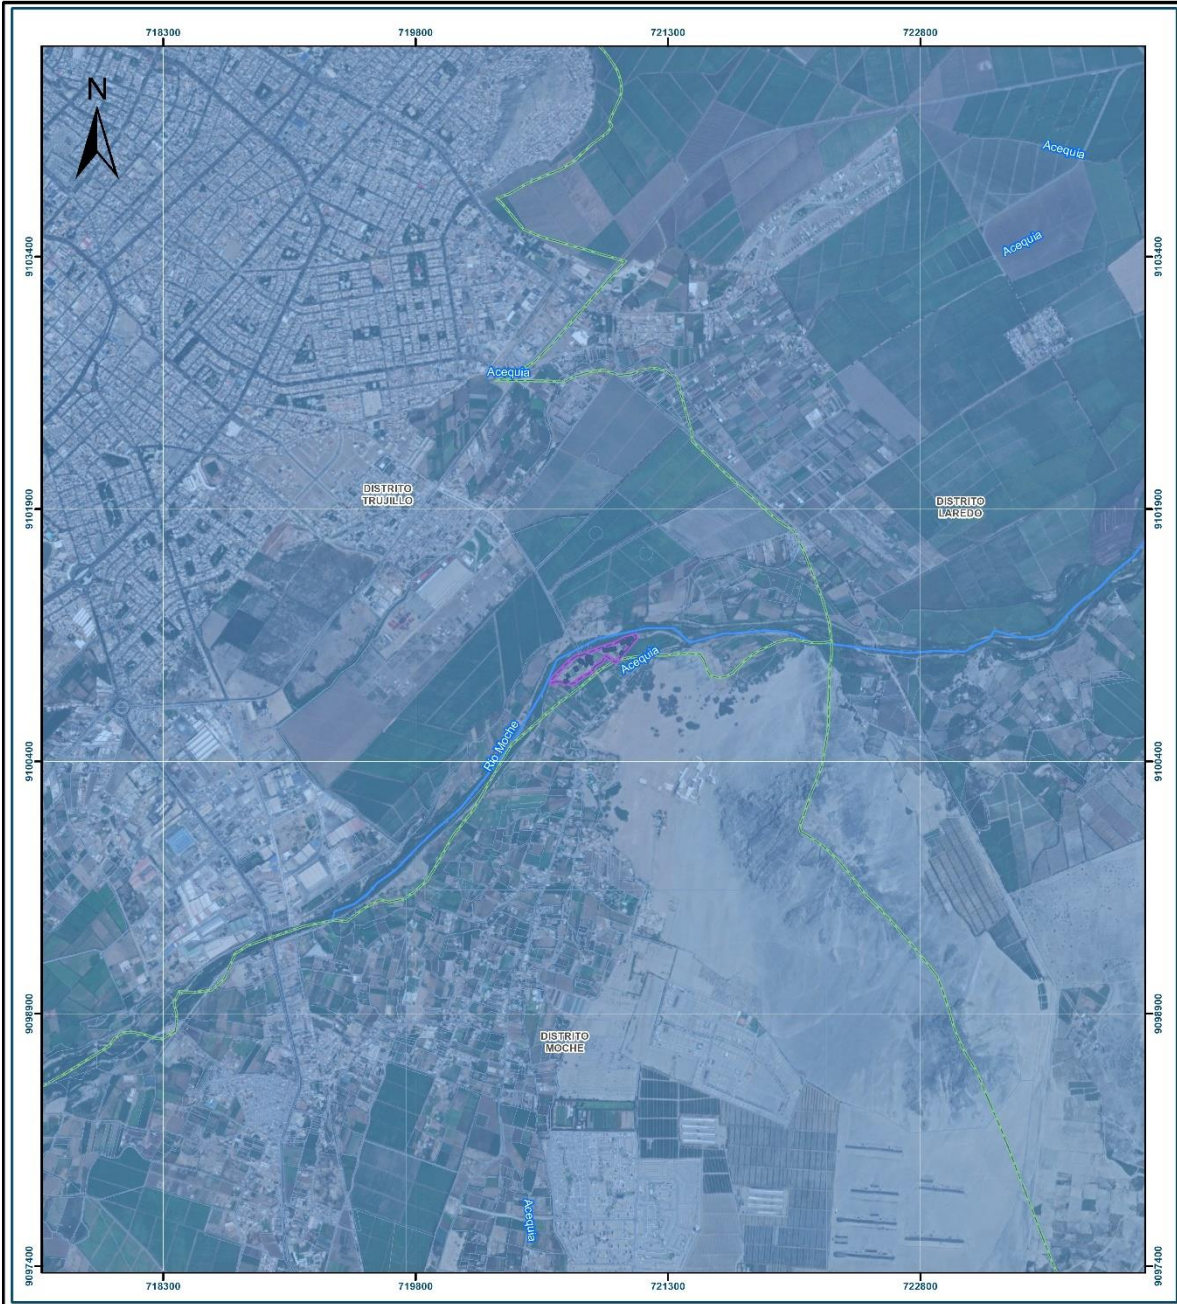 718300
719800
721300
722800
N
Acequia
Acequia
9103400
9103400
Acequia
DISTRITO
TRUJILLO
DISTRITO
LAREDO
9101900
9101900
Acequia
Río Moche
9100400
9100400
9098900
9098900
DISTRITO
MOCHE
Acequia
9097400
9097400
718300
719800
721300
722800